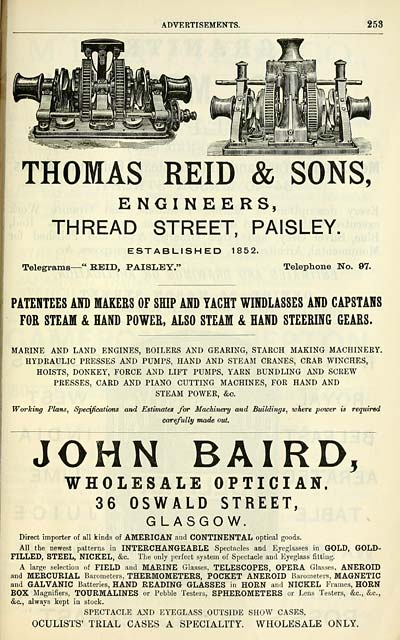 ADVERTISEMENTS. 253
THOMAS REID & SONS,
ENGINEERS,
THREAD STREET, PAISLEY.
ESTABLISHED 1852.
Telegrams—"REID, PAISLEY." Telephone No. 97.
PATENTEES AND MAKERS OF SHIP AND YACHT WINDLASSES AND CAPSTANS
FOR STEAM & HAND POWER, ALSO STEAM & HAND STEERING GEARS.
MARINE AND LAND ENGINES, BOILERS AND GEARING, STARCH MAKING MACHINERY.
HYDRAULIC PRESSES AND PUMPS, HAND AND STEAM CRANES, CRAB WINCHES,
HOISTS, DONKEY, FORCE AND LIFT PUMPS, YARN BUNDLING AND SCREW
PRESSES, CARD AND PIANO CUTTING MACHINES, FOR HAND AND
STEAM POWER, &c.
Working Plans, Specifications and Estimates for Machinery and Buildings, where power is required
carefully made out.
JOHN BAIRD,
WHOLESALE OPTICIAN,
36 OSWALD STREET,
GLASGOW.
Direct importer of all kinds of AMERICAN and CONTINENTAL optical goods.
All the newest patterns in INTERCHANGEABLE Spectacles and Eyeglasses in GOLD, GOLD-
FILLED, STEEL, NICKEL, &c. The only perfect system of Spectacle and Eyeglass fitting.
A large selection of FIELD and MARINE Glasses, TELESCOPES, OPERA Glasses, ANEROID
and MERCURIAL Barometers, THERMOMETERS, POCKET ANEROID Barometers, MAGNETIC
and GALVANIC Batteries, HAND READING GLASSES in HORN and NICKEL Frames, HORN
BOX Magnifiers, TOURMALINES or Pebble Testers, SPHEROMETERS or Lens Testers, &c., &c.,
&c., always kept in stock.
SPECTACLE AND EYEGLASS OUTSIDE SHOW CASES,
OCULISTS' TRIAL CASES A SPECIALITY. WHOLESALE ONLY.